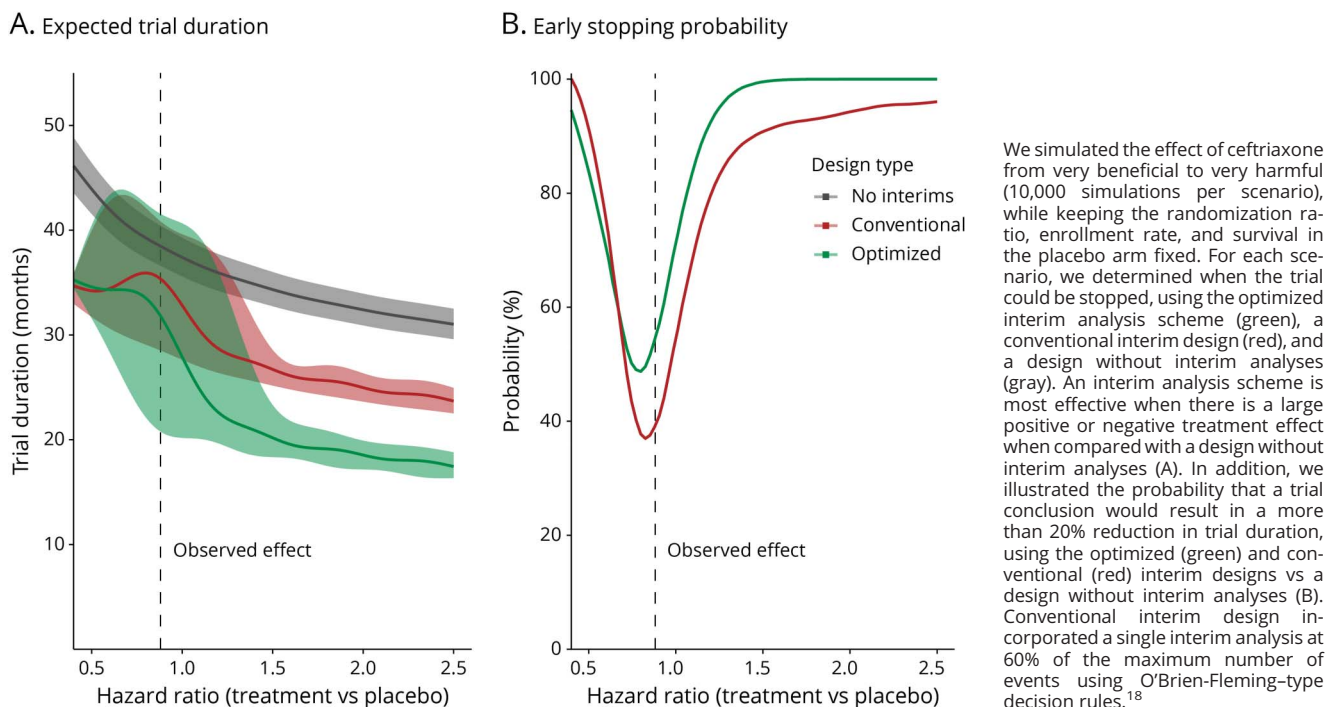 A. Expected trial duration
50
40
30
20
10
Trial duration (months)
0.5 1.0 1.5 2.0 2.5
Hazard ratio (treatment vs placebo)
Observed effect
B. Early stopping probability
100
80
60
40
20
0
Probability (%)
0.5 1.0 1.5 2.0 2.5
Hazard ratio (treatment vs placebo)
Observed effect
Design type
No interims
Conventional
Optimized
We simulated the effect of ceftriaxone
from very beneficial to very harmful
(10,000 simulations per scenario),
while keeping the randomization ra-
tio, enrollment rate, and survival in
the placebo arm fixed. For each sce-
nario, we determined when the trial
could be stopped, using the optimized
interim analysis scheme (green), a
conventional interim design (red), and
a design without interim analyses
(gray). An interim analysis scheme is
most effective when there is a large
positive or negative treatment effect
when compared with a design without
interim analyses (A). In addition, we
illustrated the probability that a trial
conclusion would result in a more
than 20% reduction in trial duration,
using the optimized (green) and con-
ventional (red) interim designs vs a
design without interim analyses (B).
Conventional interim design in-
corporated a single interim analysis at
60% of the maximum number of
events using O'Brien-Fleming–type
decision rules.18